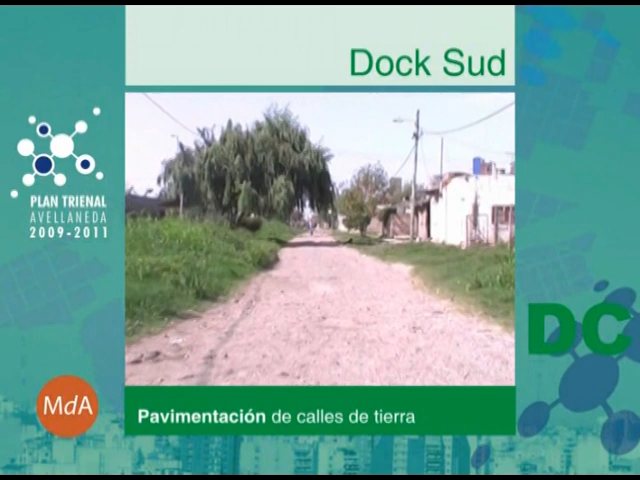 Dock Sud
PLAN TRIENAL
AVELLANEDA
2009-2011
DC
MdA
Pavimentación de calles de tierra